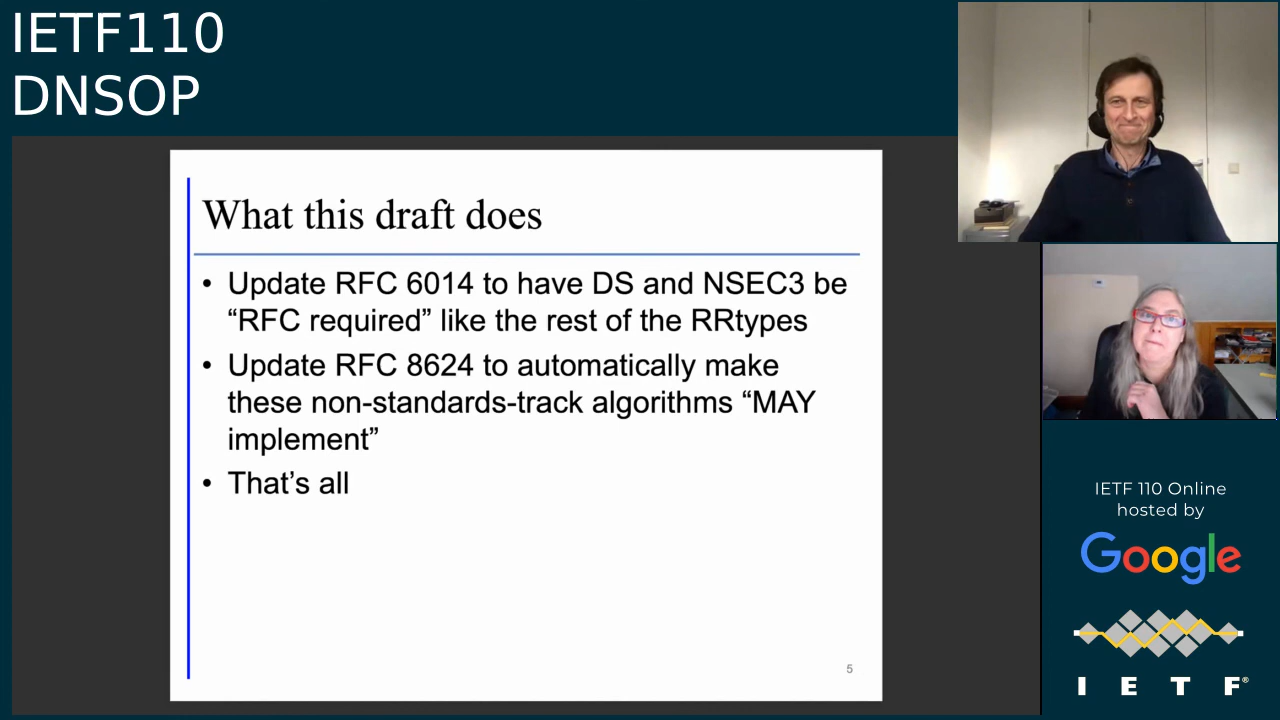 IETF110
DNSOP
What this draft does
• Update RFC 6014 to have DS and NSEC3 be
“RFC required” like the rest of the RRtypes
• Update RFC 8624 to automatically make
these non-standards-track algorithms “MAY
implement”
• That’s all
5
IETF 110 Online
hosted by
Google
I E T F®